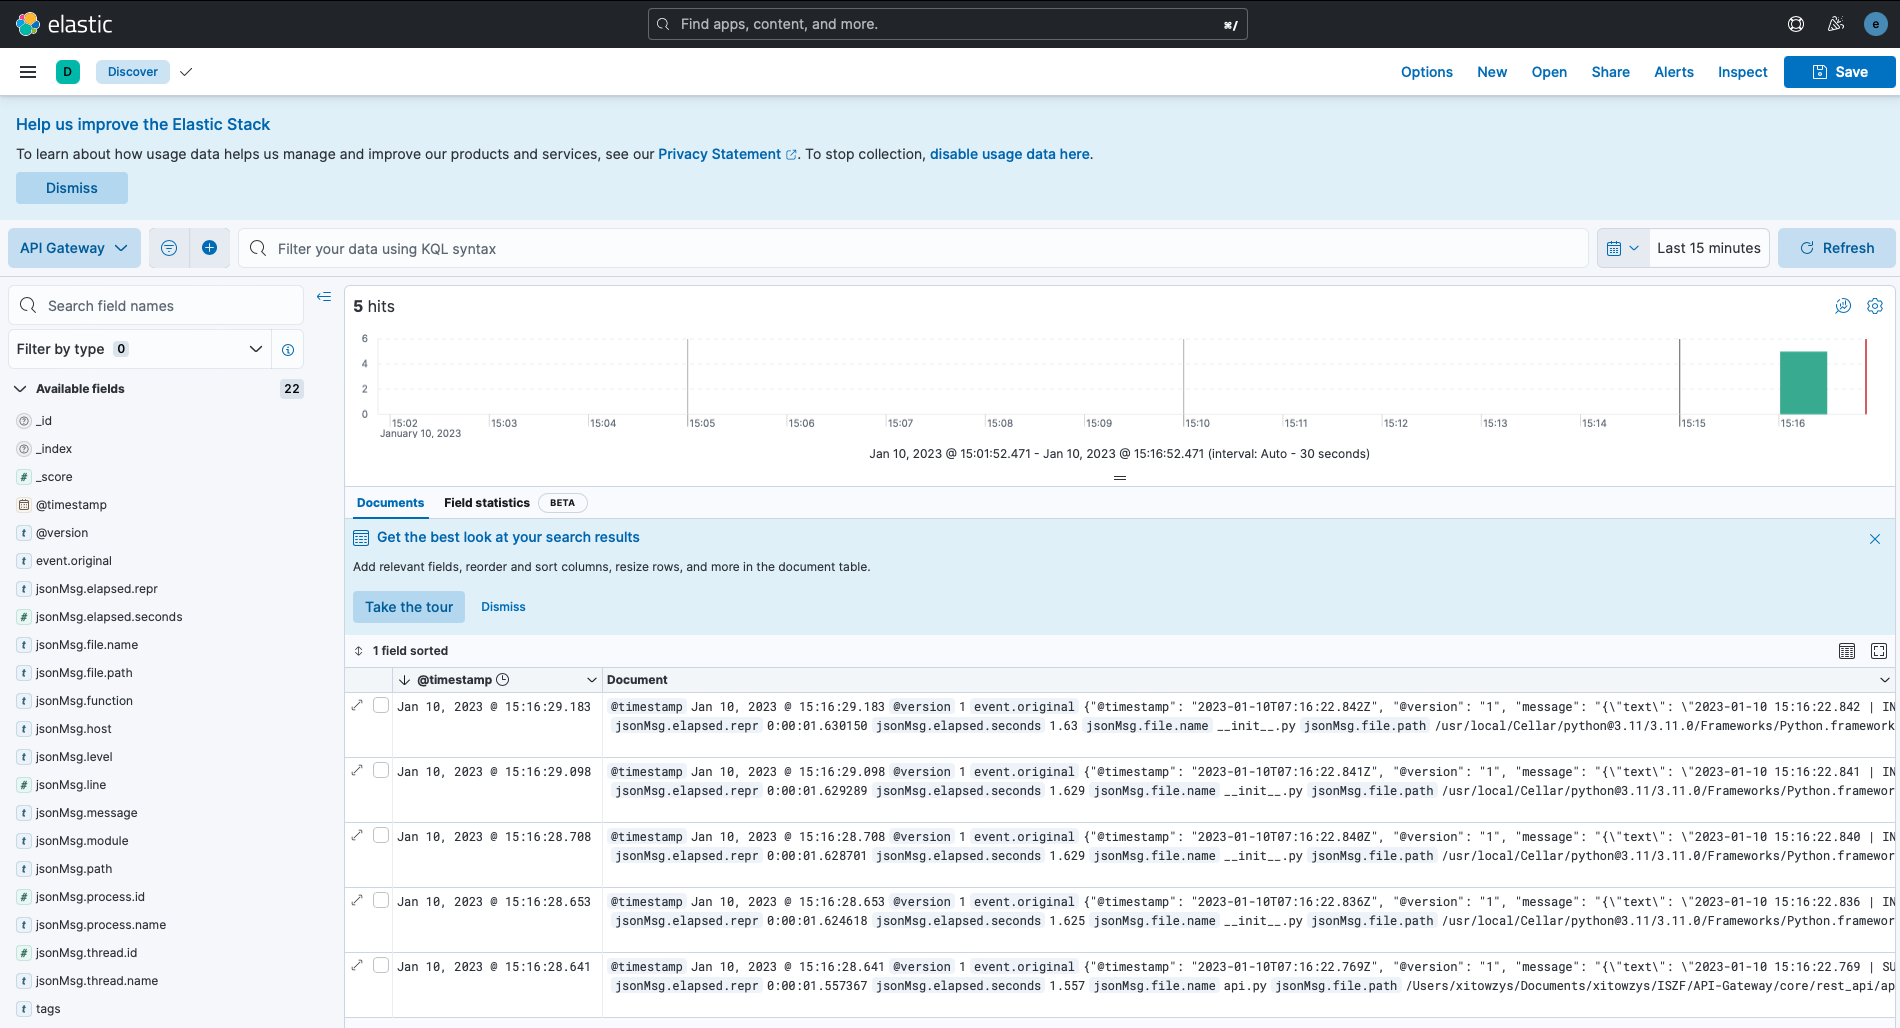 elastic
Find apps, content, and more.
⌘/
e
D
Discover
Options New Open Share Alerts Inspect Save
Help us improve the Elastic Stack
To learn about how usage data helps us manage and improve our products and services, see our Privacy Statement. To stop collection, disable usage data here.
Dismiss
API Gateway
Filter your data using KQL syntax
Last 15 minutes
Refresh
Search field names
Filter by type 0
Available fields 22
_id
_index
_score
@timestamp
@version
event.original
jsonMsg.elapsed.repr
jsonMsg.elapsed.seconds
jsonMsg.file.name
jsonMsg.file.path
jsonMsg.function
jsonMsg.host
jsonMsg.level
jsonMsg.line
jsonMsg.message
jsonMsg.module
jsonMsg.path
jsonMsg.process.id
jsonMsg.process.name
jsonMsg.thread.id
jsonMsg.thread.name
tags
5 hits
6
4
2
0
15:02 15:03 15:04 15:05 15:06 15:07 15:08 15:09 15:10 15:11 15:12 15:13 15:14 15:15 15:16
January 10, 2023
Jan 10, 2023 @ 15:01:52.471 - Jan 10, 2023 @ 15:16:52.471 (interval: Auto - 30 seconds)
Documents Field statistics BETA
Get the best look at your search results
Add relevant fields, reorder and sort columns, resize rows, and more in the document table.
Take the tour Dismiss
1 field sorted
@timestamp Document
Jan 10, 2023 @ 15:16:29.183 @timestamp Jan 10, 2023 @ 15:16:29.183 @version 1 event.original {"@timestamp": "2023-01-10T07:16:22.842Z", "@version": "1", "message": "{\"text\": \"2023-01-10 15:16:22.842 | IN
jsonMsg.elapsed.repr 0:00:01.630150 jsonMsg.elapsed.seconds 1.63 jsonMsg.file.name __init__.py jsonMsg.file.path /usr/local/Cellar/python@3.11/3.11.0/Frameworks/Python.framework
Jan 10, 2023 @ 15:16:29.098 @timestamp Jan 10, 2023 @ 15:16:29.098 @version 1 event.original {"@timestamp": "2023-01-10T07:16:22.841Z", "@version": "1", "message": "{\"text\": \"2023-01-10 15:16:22.841 | IN
jsonMsg.elapsed.repr 0:00:01.629289 jsonMsg.elapsed.seconds 1.629 jsonMsg.file.name __init__.py jsonMsg.file.path /usr/local/Cellar/python@3.11/3.11.0/Frameworks/Python.framewor
Jan 10, 2023 @ 15:16:28.708 @timestamp Jan 10, 2023 @ 15:16:28.708 @version 1 event.original {"@timestamp": "2023-01-10T07:16:22.840Z", "@version": "1", "message": "{\"text\": \"2023-01-10 15:16:22.840 | IN
jsonMsg.elapsed.repr 0:00:01.628701 jsonMsg.elapsed.seconds 1.629 jsonMsg.file.name __init__.py jsonMsg.file.path /usr/local/Cellar/python@3.11/3.11.0/Frameworks/Python.framewor
Jan 10, 2023 @ 15:16:28.653 @timestamp Jan 10, 2023 @ 15:16:28.653 @version 1 event.original {"@timestamp": "2023-01-10T07:16:22.836Z", "@version": "1", "message": "{\"text\": \"2023-01-10 15:16:22.836 | IN
jsonMsg.elapsed.repr 0:00:01.624618 jsonMsg.elapsed.seconds 1.625 jsonMsg.file.name __init__.py jsonMsg.file.path /usr/local/Cellar/python@3.11/3.11.0/Frameworks/Python.framewor
Jan 10, 2023 @ 15:16:28.641 @timestamp Jan 10, 2023 @ 15:16:28.641 @version 1 event.original {"@timestamp": "2023-01-10T07:16:22.769Z", "@version": "1", "message": "{\"text\": \"2023-01-10 15:16:22.769 | SU
jsonMsg.elapsed.repr 0:00:01.557367 jsonMsg.elapsed.seconds 1.557 jsonMsg.file.name api.py jsonMsg.file.path /Users/xitowzys/Documents/xitowzys/ISZF/API-Gateway/core/rest_api/ap